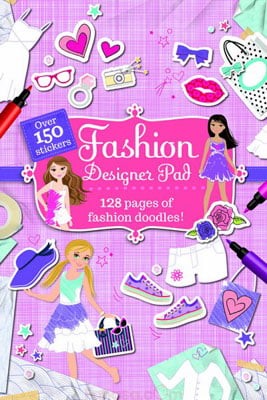 Over
150
stickers
Fashion
Designer Pad
128 pages of
fashion doodles!